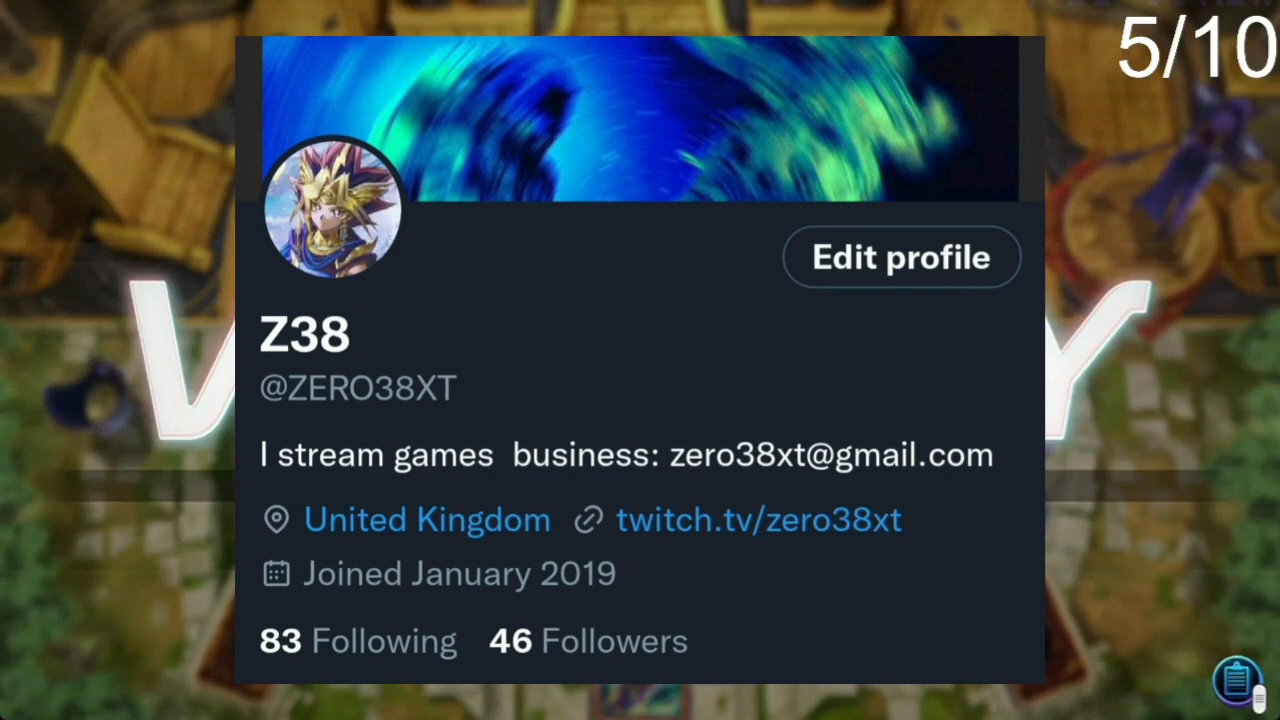 5/10
Edit profile
Z38
@ZERO38XT
I stream games  business: zero38xt@gmail.com
United Kingdom twitch.tv/zero38xt
Joined January 2019
83 Following 46 Followers
V
Y